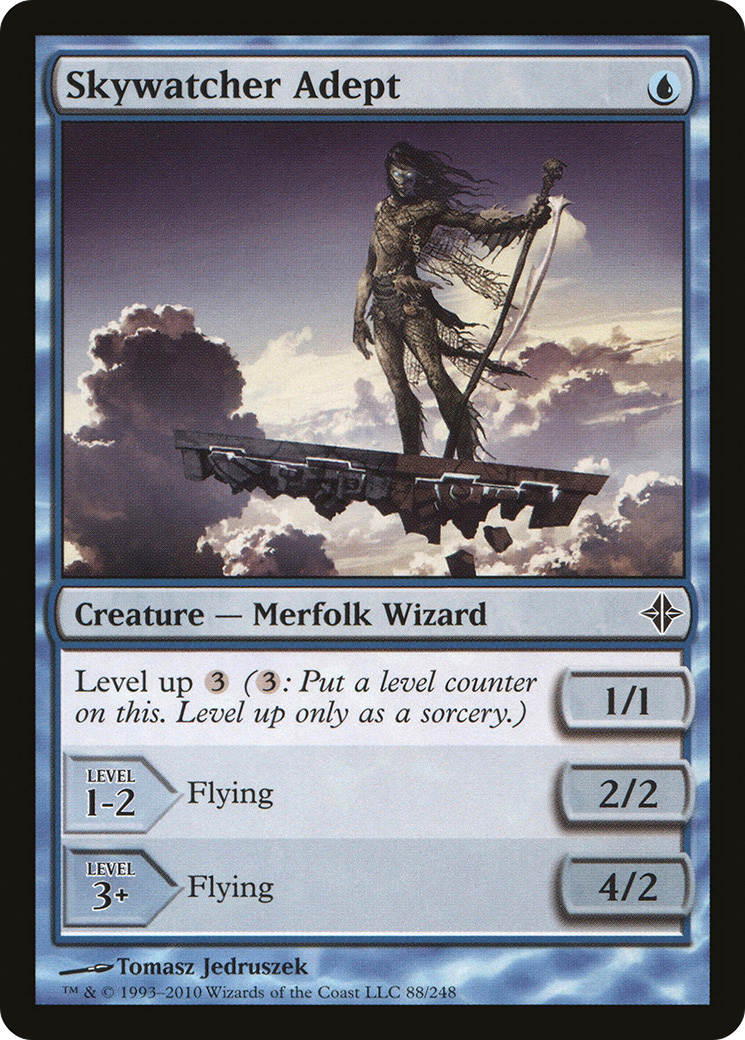 Skywatcher Adept
Creature — Merfolk Wizard
Level up 3 (3: Put a level counter
on this. Level up only as a sorcery.)
1/1
LEVEL
1-2
Flying
2/2
LEVEL
3+
Flying
4/2
Tomasz Jedruszek
™ & © 1993–2010 Wizards of the Coast LLC 88/248